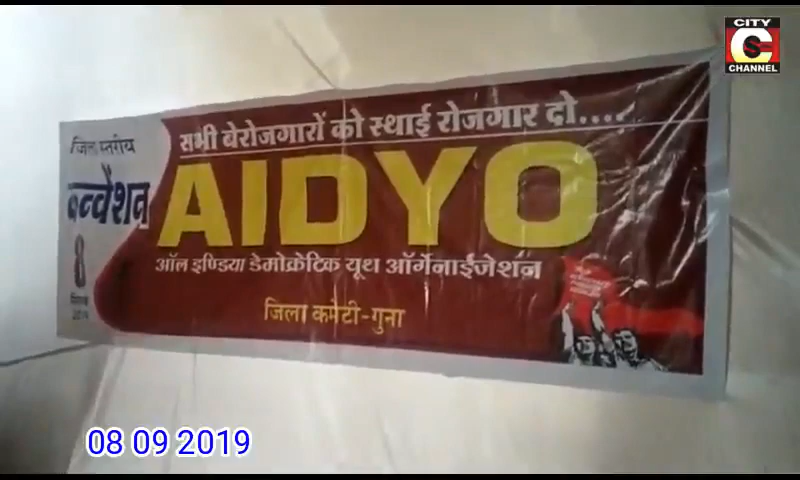 CITY
CHANNEL
सभी बेरोजगारों को स्थाई रोजगार दो....
जिला स्तरीय
कन्वेंशन
8
AIDYO
ऑल इण्डिया डेमोक्रेटिक यूथ ऑर्गेनाईजेशन
जिला कमेटी-गुना
08 09 2019